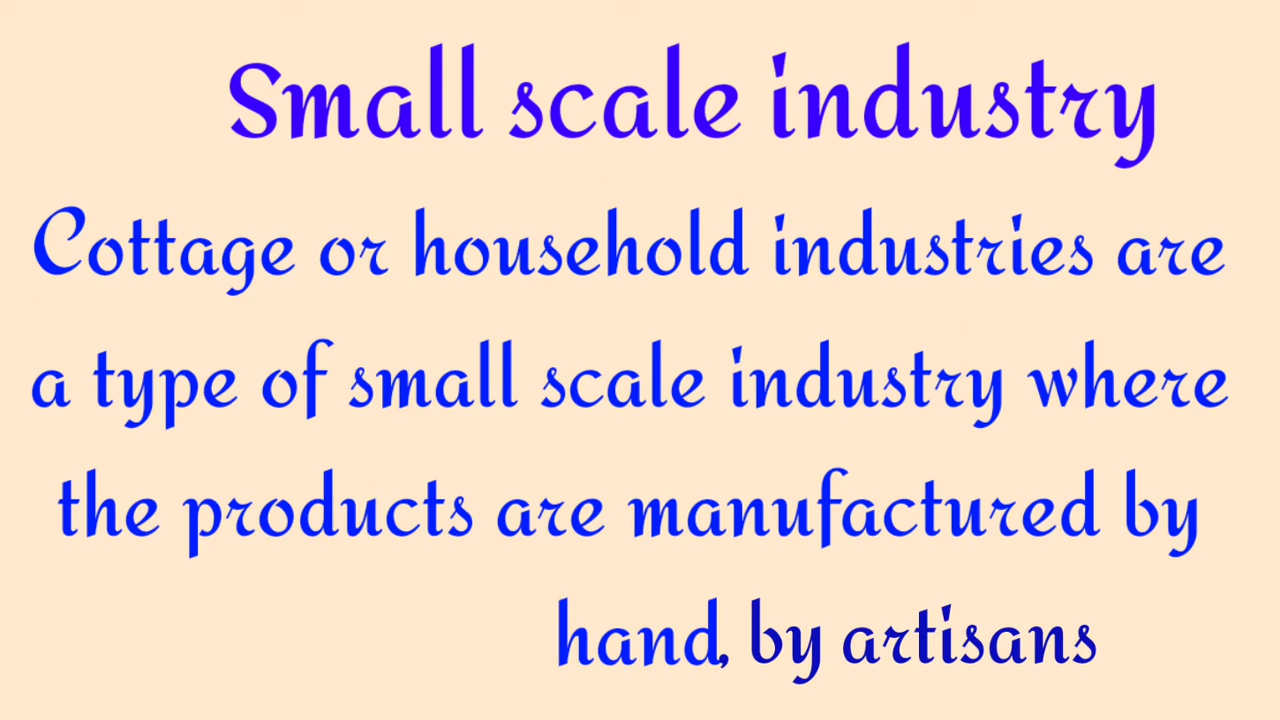 Small scale industry
Cottage or household industries are
a type of small scale industry where
the products are manufactured by
hand, by artisans